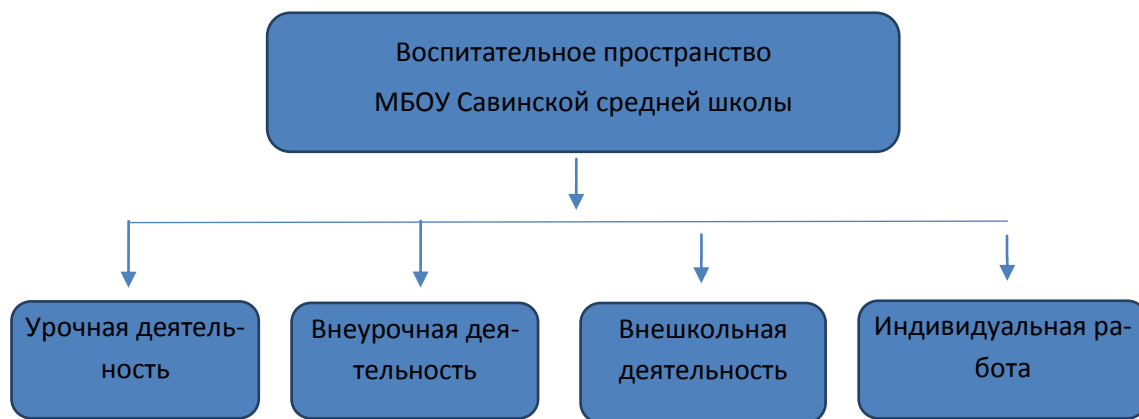 Воспитательное пространство
МБОУ Савинской средней школы
Урочная деятель-
ность
Внеурочная дея-
тельность
Внешкольная
деятельность
Индивидуальная ра-
бота